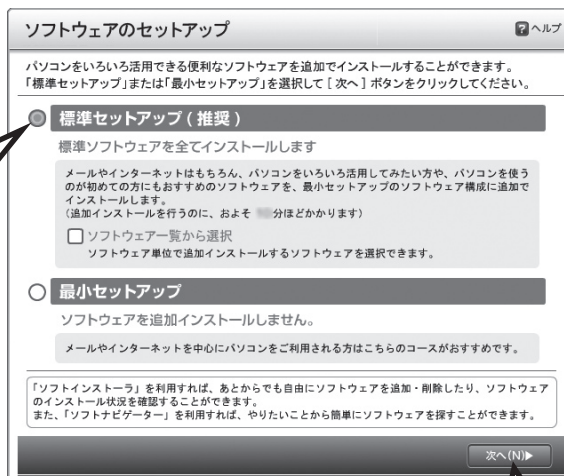 ソフトウェアのセットアップ
?ヘルプ
パソコンをいろいろ活用できる便利なソフトウェアを追加でインストールすることができます。
「標準セットアップ」または「最小セットアップ」を選択して [ 次へ ] ボタンをクリックしてください。
標準セットアップ ( 推奨 )
標準ソフトウェアを全てインストールします
メールやインターネットはもちろん、パソコンをいろいろ活用してみたい方や、パソコンを使う
のが初めての方にもおすすめのソフトウェアを、最小セットアップのソフトウェア構成に追加で
インストールします。
(追加インストールを行うのに、およそ 分ほどかかります)
ソフトウェア一覧から選択
ソフトウェア単位で追加インストールするソフトウェアを選択できます。
最小セットアップ
ソフトウェアを追加インストールしません。
メールやインターネットを中心にパソコンをご利用される方はこちらのコースがおすすめです。
「ソフトインストーラ」を利用すれば、あとからでも自由にソフトウェアを追加・削除したり、ソフトウェア
のインストール状況を確認することができます。
また、「ソフトナビゲーター」を利用すれば、やりたいことから簡単にソフトウェアを探すことができます。
次へ(N)▶